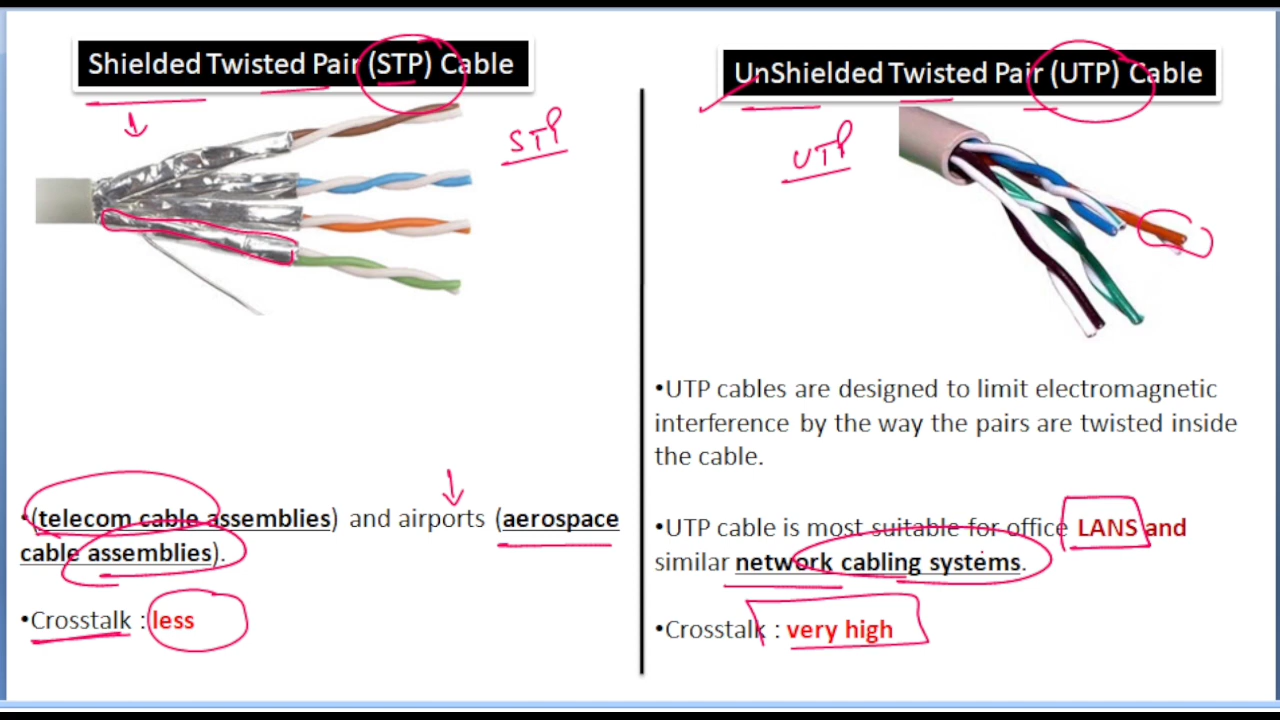 Shielded Twisted Pair (STP) Cable
STP
•(telecom cable assemblies) and airports (aerospace
cable assemblies).
•Crosstalk : less
UnShielded Twisted Pair (UTP) Cable
UTP
•UTP cables are designed to limit electromagnetic
interference by the way the pairs are twisted inside
the cable.
•UTP cable is most suitable for office LANS and
similar network cabling systems.
•Crosstalk : very high